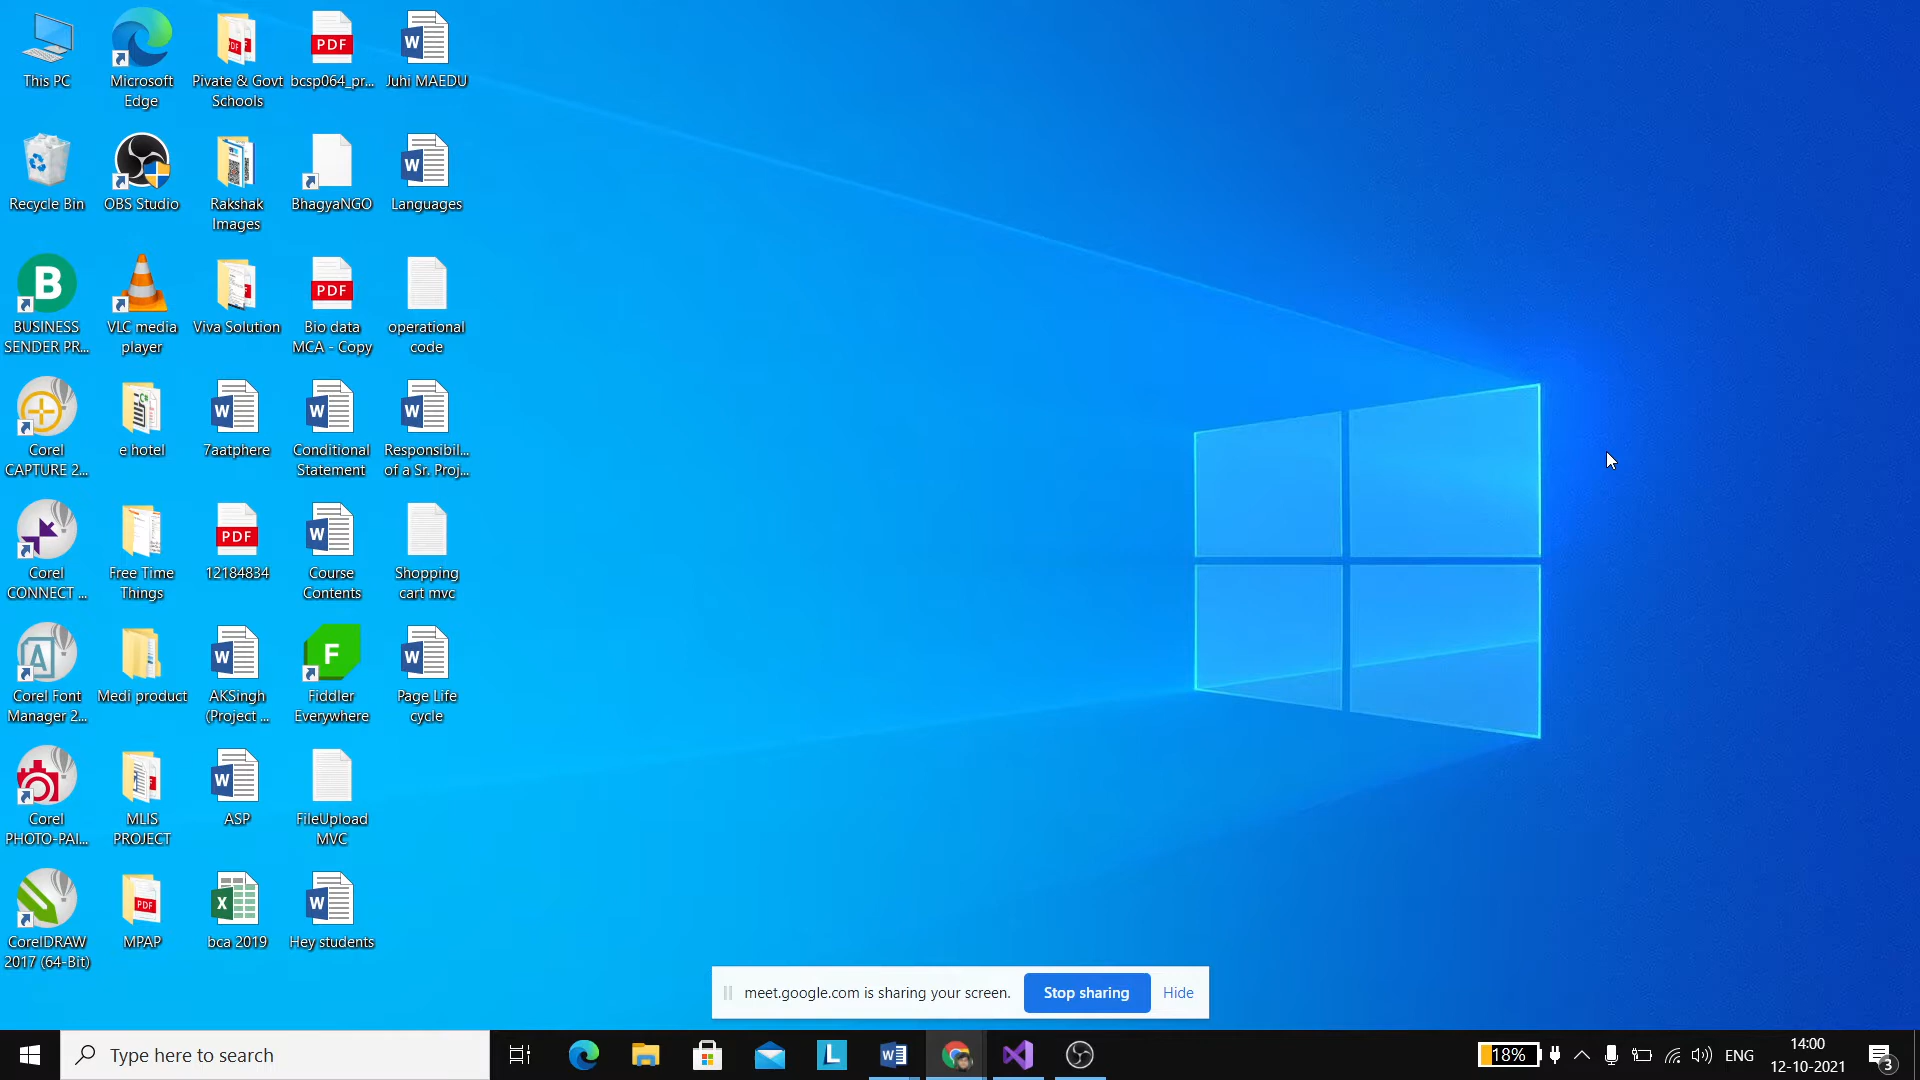 This PC
Microsoft
Edge
Pivate & Govt
Schools
PDF
bcsp064_pr...
Juhi MAEDU
Recycle Bin
OBS Studio
Rakshak
Images
BhagyaNGO
Languages
B
BUSINESS
SENDER PR...
VLC media
player
Viva Solution
PDF
Bio data
MCA - Copy
operational
code
Corel
CAPTURE 2...
e hotel
7aatphere
Conditional
Statement
Responsibil...
of a Sr. Proj...
Corel
CONNECT ...
Free Time
Things
PDF
12184834
Course
Contents
Shopping
cart mvc
Corel Font
Manager 2...
Medi product
AKSingh
(Project ...
F
Fiddler
Everywhere
Page Life
cycle
Corel
PHOTO-PAI...
MLIS
PROJECT
ASP
FileUpload
MVC
CorelDRAW
2017 (64-Bit)
PDF
MPAP
bca 2019
Hey students
meet.google.com is sharing your screen.
Stop sharing
Hide
Type here to search
18%
ENG
14:00
12-10-2021
3